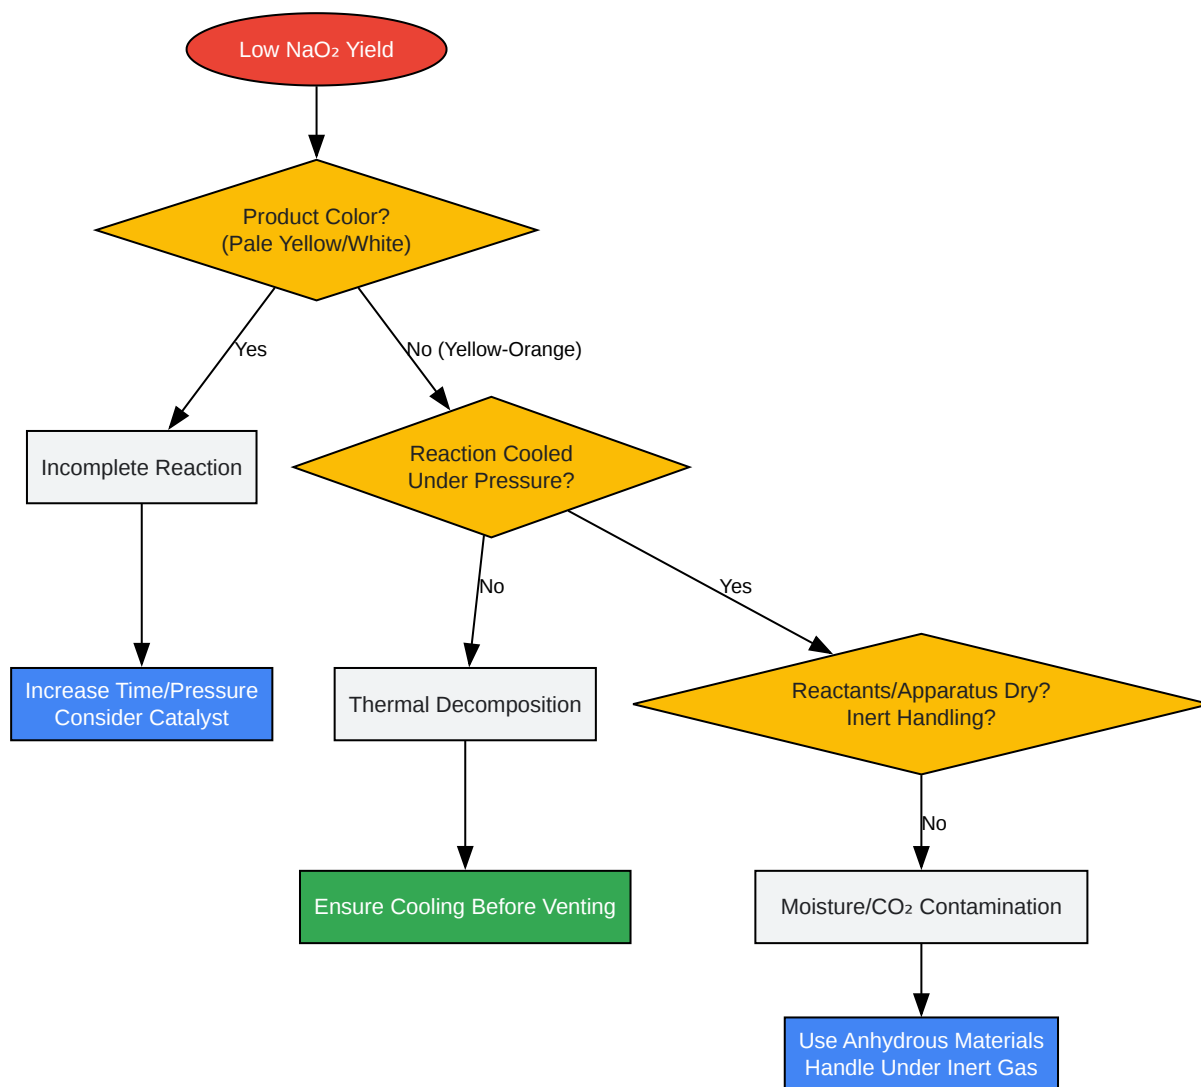 Low NaO₂ Yield
Product Color?
(Pale Yellow/White)
Yes
No (Yellow-Orange)
Incomplete Reaction
Reaction Cooled
Under Pressure?
No
Yes
Increase Time/Pressure
Consider Catalyst
Thermal Decomposition
Reactants/Apparatus Dry?
Inert Handling?
No
Ensure Cooling Before Venting
Moisture/CO₂ Contamination
Use Anhydrous Materials
Handle Under Inert Gas